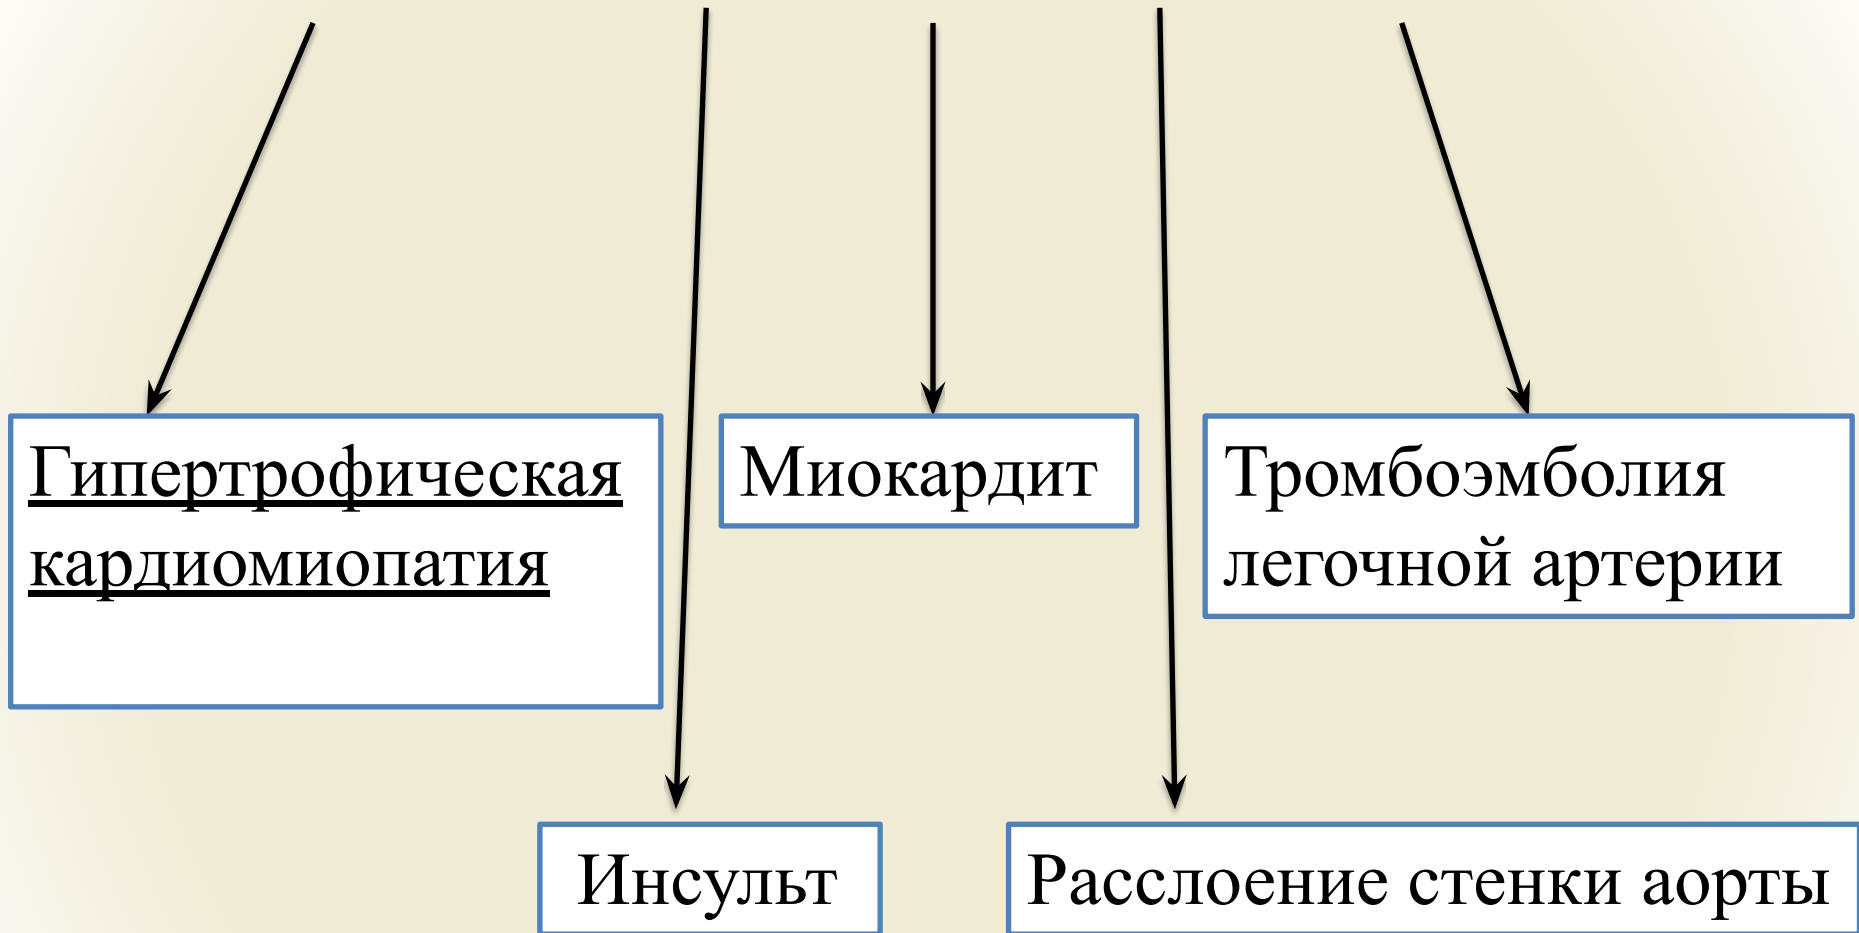 Гипертрофическая
кардиомиопатия
Миокардит
Тромбоэмболия
легочной артерии
Инсульт
Расслоение стенки аорты